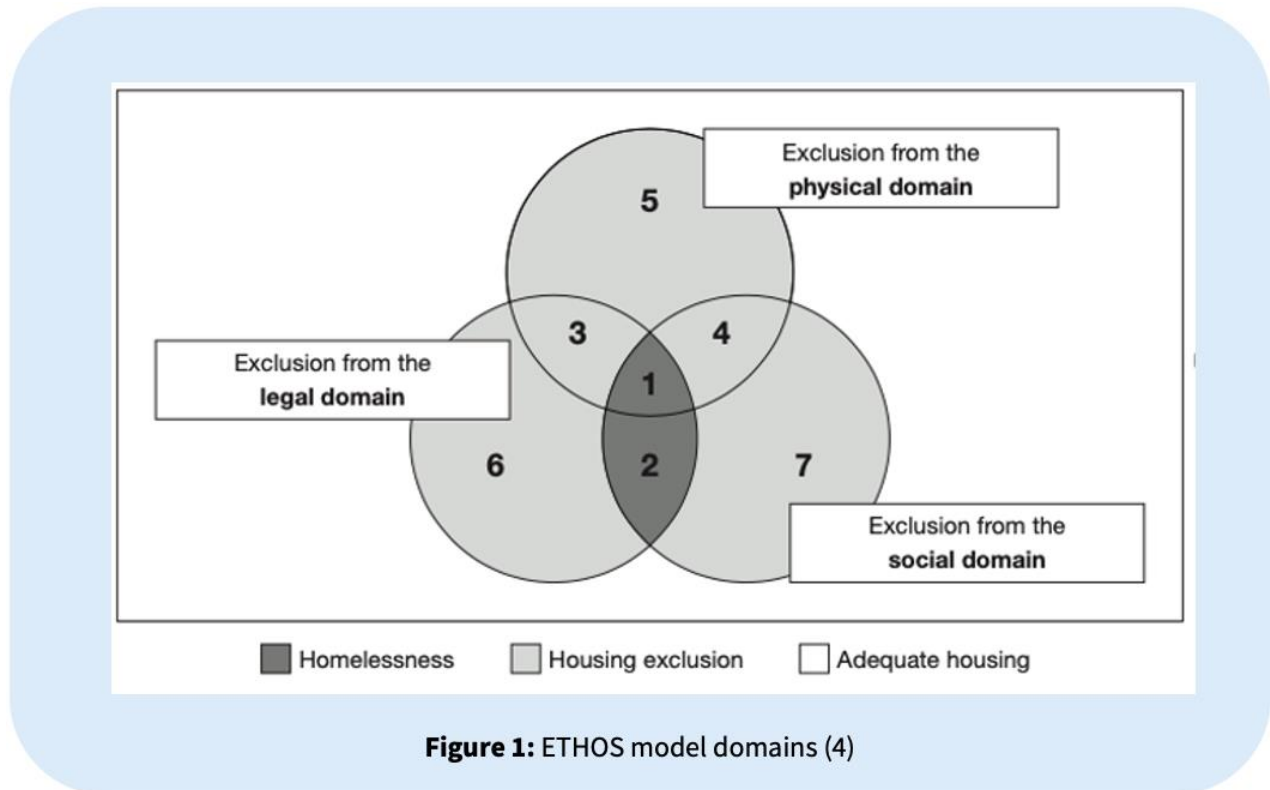 5
Exclusion from the
physical domain
3
4
Exclusion from the
legal domain
1
6
2
7
Exclusion from the
social domain
Homelessness
Housing exclusion
Adequate housing
Figure 1: ETHOS model domains (4)